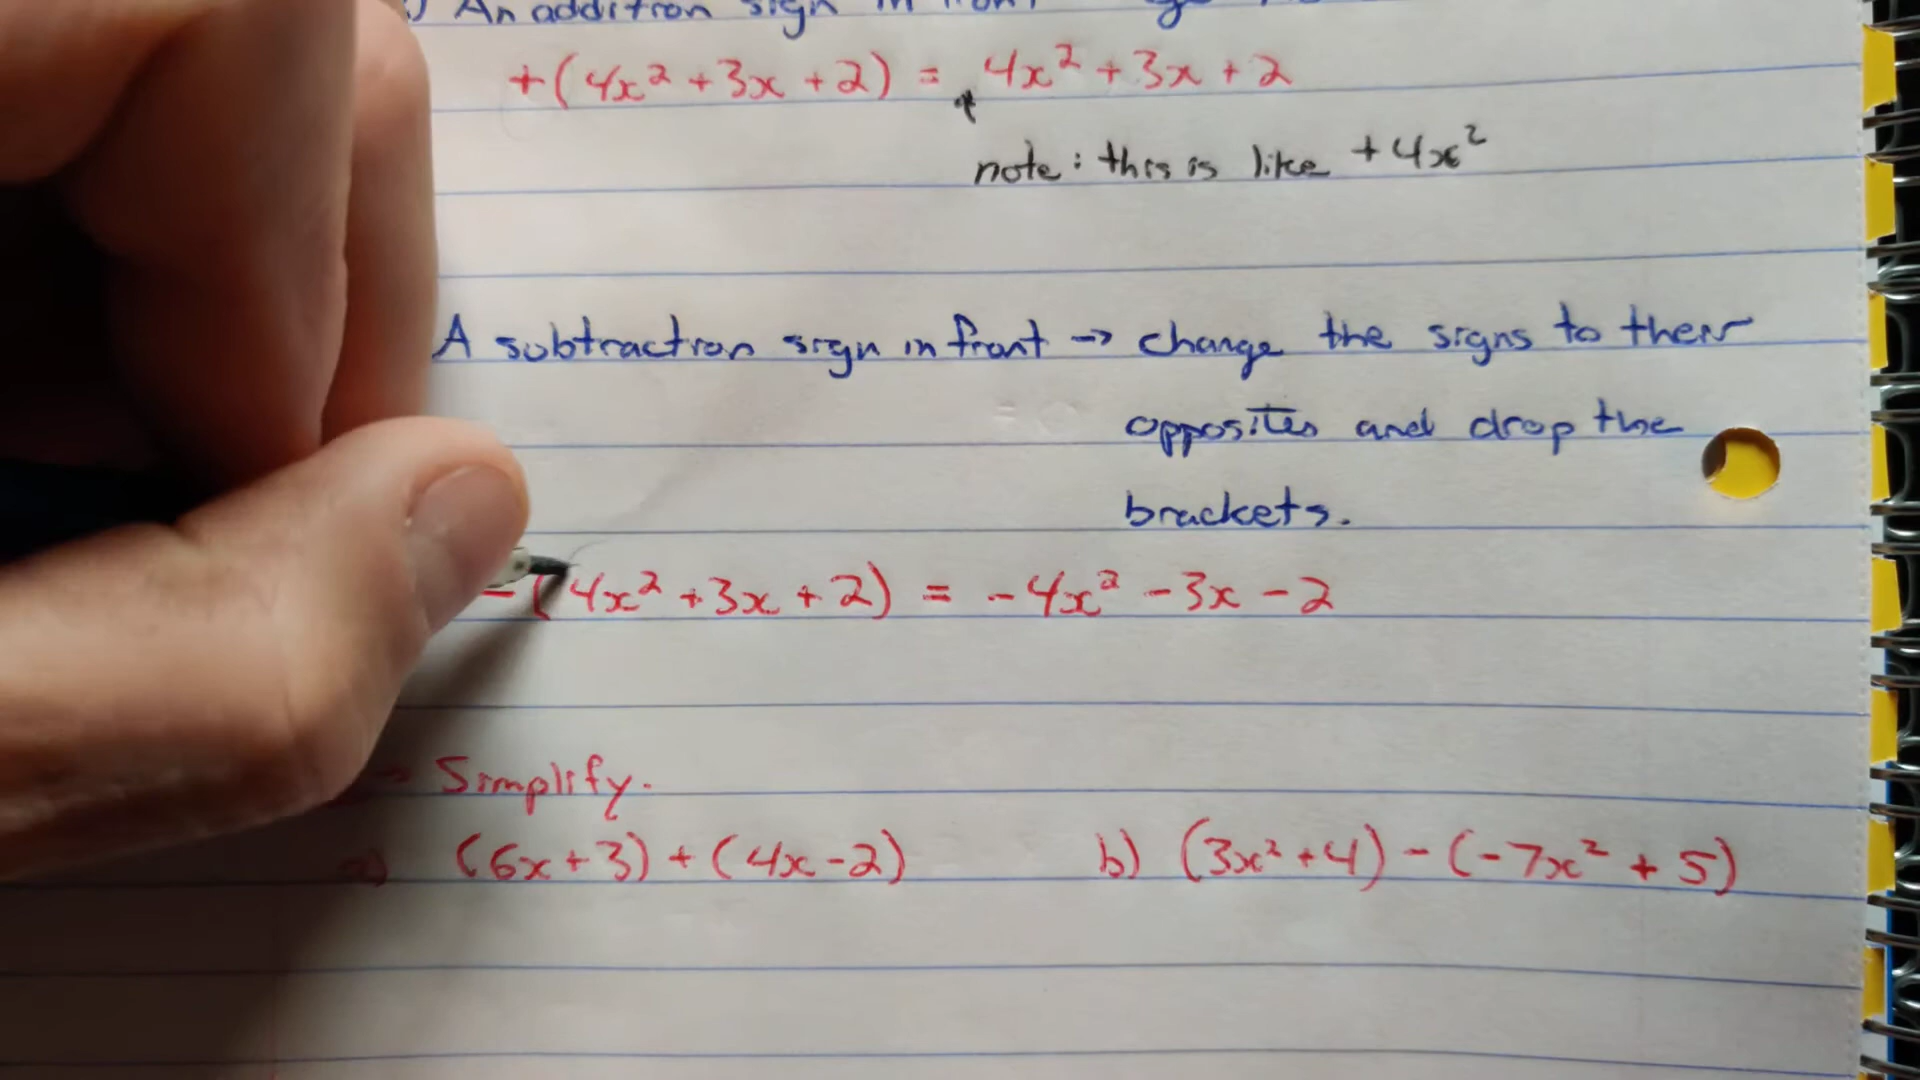 An addition sign in front
+(4x² + 3x + 2) = 4x² + 3x + 2
note: this is like +4x²
A subtraction sign in front → change the signs to their
opposites and drop the
brackets.
-(4x² + 3x + 2) = -4x² - 3x - 2
Simplify.
a) (6x + 3) + (4x - 2) b) (3x² + 4) - (-7x² + 5)